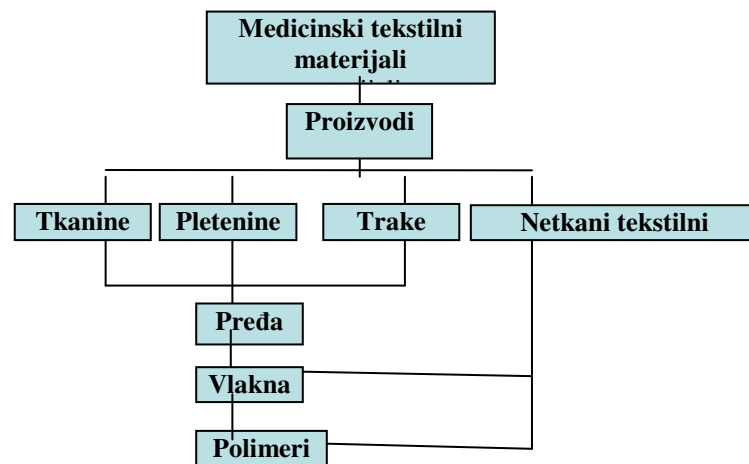 Medicinski tekstilni
materijali
Proizvodi
Tkanine
Pletenine
Trake
Netkani tekstilni
Pređa
Vlakna
Polimeri